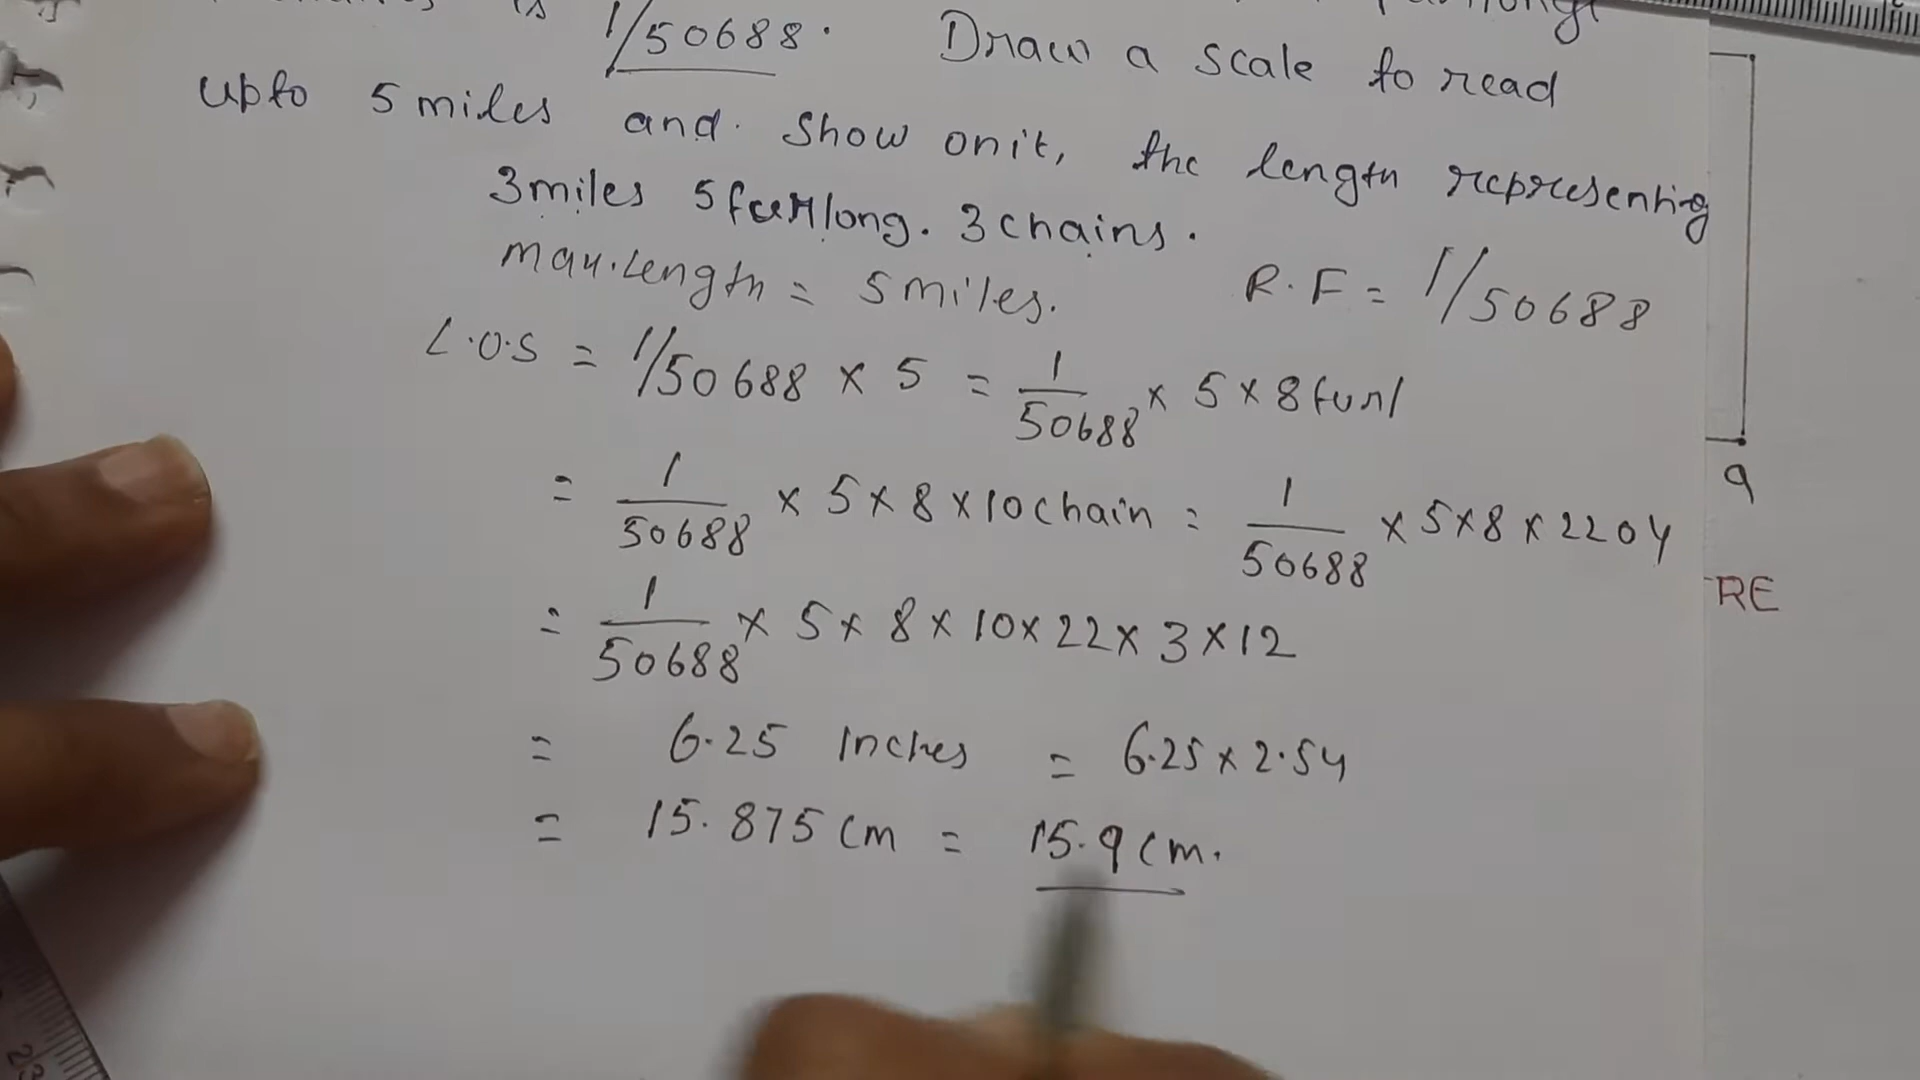 is 1/50688. Draw a scale to read
upto 5 miles and. show on it, the length representing
3 miles 5 furlong. 3 chains.
max. Length = 5 miles. R.F = 1/50688
L.O.S = 1/50688 × 5 = 1/50688 × 5 × 8 furl
= 1/50688 × 5 × 8 × 10 chain = 1/50688 × 5 × 8 × 220 y
= 1/50688 × 5 × 8 × 10 × 22 × 3 × 12
= 6.25 Inches = 6.25 × 2.54
= 15.875 cm = 15.9 cm.
9
RE
23